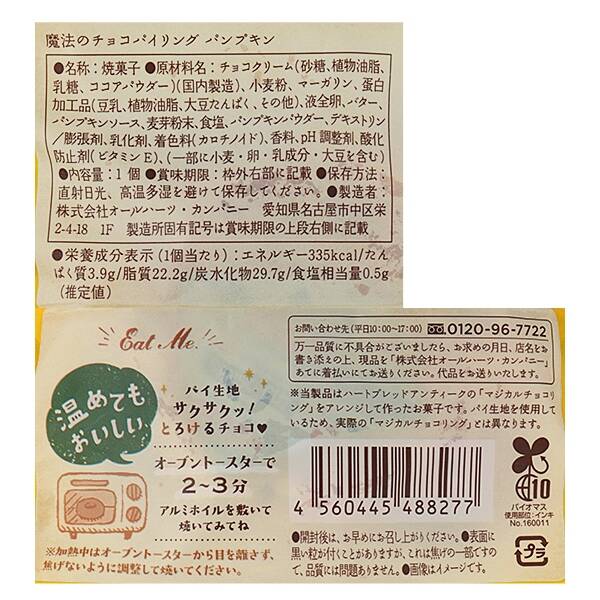 魔法のチョコパイリング パンプキン
●名称：焼菓子 ●原材料名：チョコクリーム（砂糖、植物油脂、
乳糖、ココアパウダー）（国内製造）、小麦粉、マーガリン、蛋白
加工品（豆乳、植物油脂、大豆たんぱく、その他）、液全卵、バター、
パンプキンソース、麦芽粉末、食塩、パンプキンパウダー、デキストリン
／膨張剤、乳化剤、着色料（カロチノイド）、香料、pH調整剤、酸化
防止剤（ビタミンE）、（一部に小麦・卵・乳成分・大豆を含む）
●内容量：1個 ●賞味期限：枠外右部に記載 ●保存方法：
直射日光、高温多湿を避けて保存してください。●製造者：
株式会社オールハーツ・カンパニー 愛知県名古屋市中区栄
2-4-18 1F 製造所固有記号は賞味期限の上段右側に記載
●栄養成分表示（1個当たり）：エネルギー335kcal/たん
ぱく質3.9g/脂質22.2g/炭水化物29.7g/食塩相当量0.5g
（推定値）
Eat Me.
温めても
おいしい
パイ生地
サクサクッ！
とろけるチョコ♥
オーブントースターで
2〜3分
アルミホイルを敷いて
焼いてみてね
※加熱中はオーブントースターから目を離さず、
焦げないように調整して焼いてください。
お問い合わせ先（平日10:00〜17:00） 0120-96-7722
万一品質に不具合がございましたら、お求めの月日、店名とお
書き添えの上、現品を「株式会社オールハーツ・カンパニー」
あてに着払いにてお送りください。代品をお送りいたします。
※当製品はハートブレッドアンティークの「マジカルチョコリ
ング」をアレンジして作ったお菓子です。パイ生地を使用して
いるため、実際の「マジカルチョコリング」とは異なります。
4 560445 488277
10
バイオマス
使用部位：インキ
No.160011
●開封後は、お早めにお召し上がりください。●表面に
黒い粒が付くことがありますが、これは焦げの一部ですの
で、品質には問題ありません。●画像はイメージです。
プラ